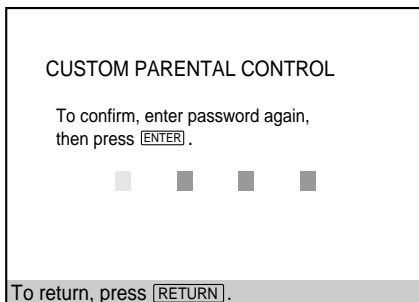 CUSTOM PARENTAL CONTROL
To confirm, enter password again,
then press ENTER .
To return, press RETURN .